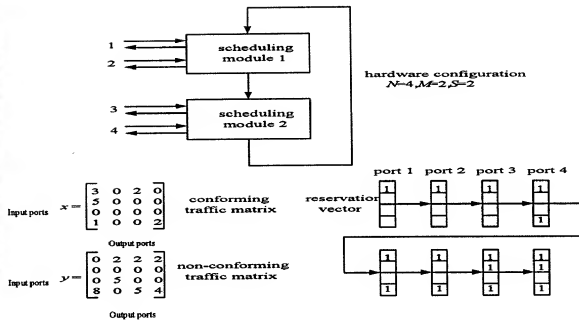 1
2
scheduling
module 1
3
4
scheduling
module 2
hardware configuration
N=4,M=2,S=2
port 1 port 2 port 3 port 4
Input ports x= 3 0 2 0
5 0 0 0
0 0 0 0
1 0 0 2
Output ports
conforming
traffic matrix
reservation
vector
1 1 1 1
Input ports y= 0 2 2 2
0 0 0 0
0 5 0 0
8 0 5 4
Output ports
non-conforming
traffic matrix
1 1 1 1
1 1
1 1 1 1